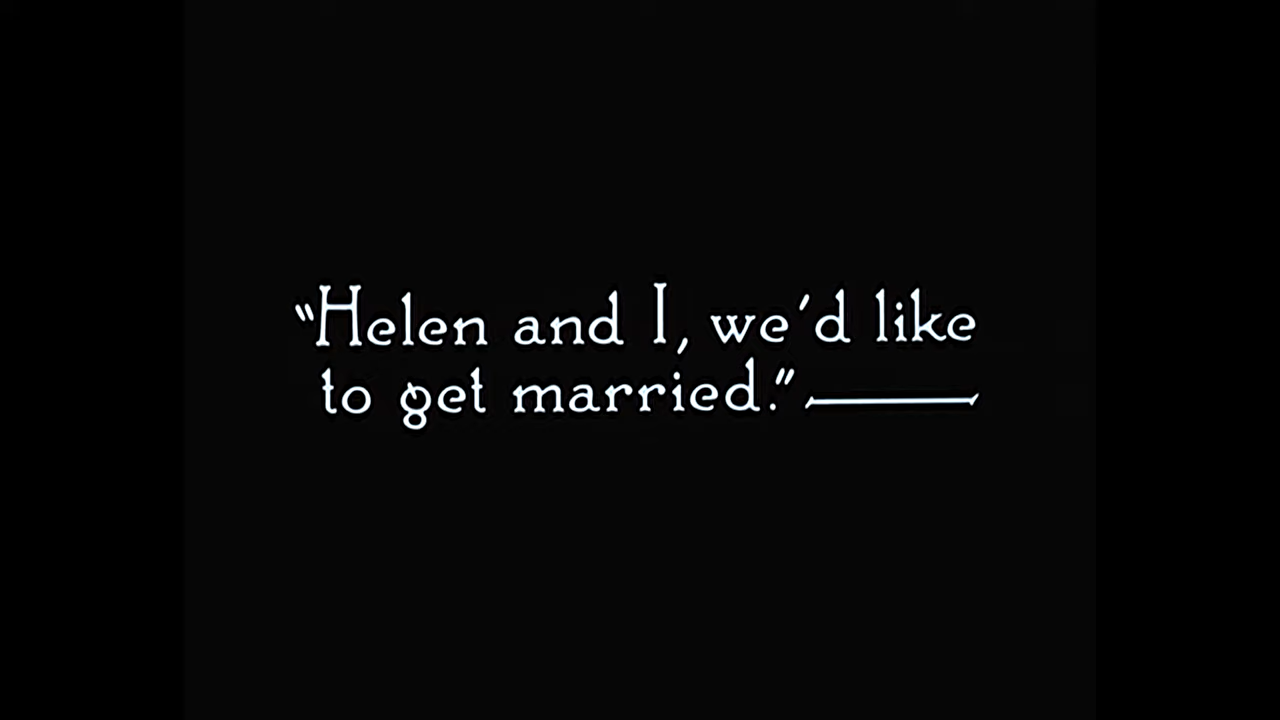 “Helen and I, we’d like
to get married.”